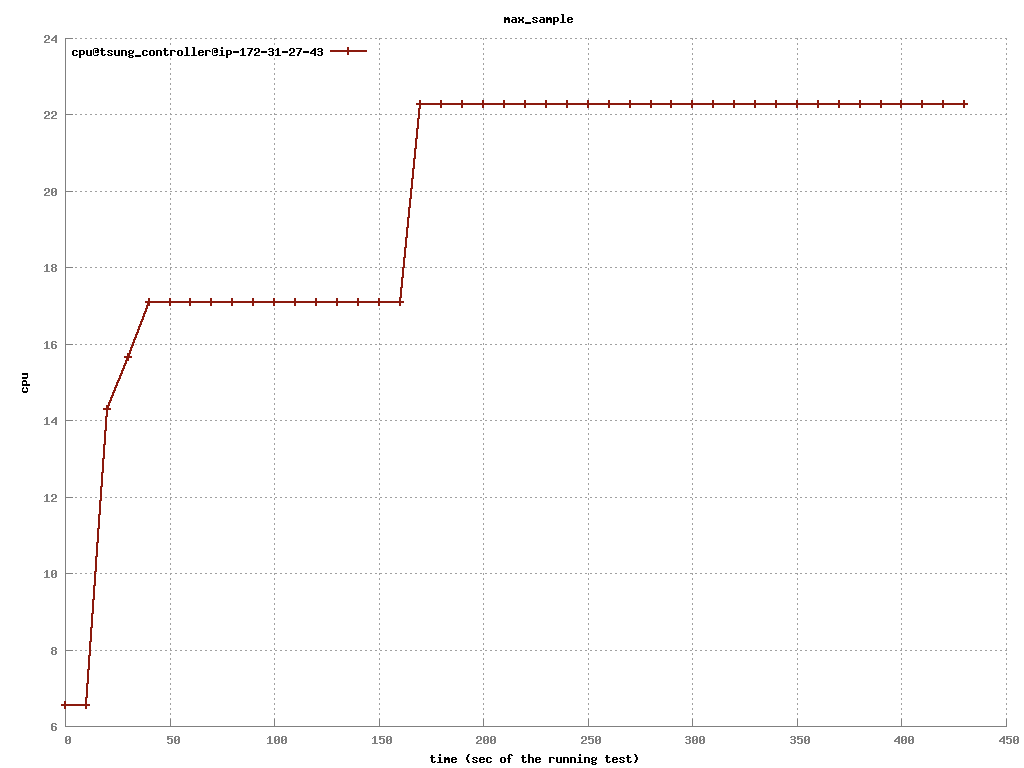 max_sample
cpu@tsung_controller@ip-172-31-27-43
24
22
20
18
16
14
12
10
8
6
cpu
0 50 100 150 200 250 300 350 400 450
time (sec of the running test)